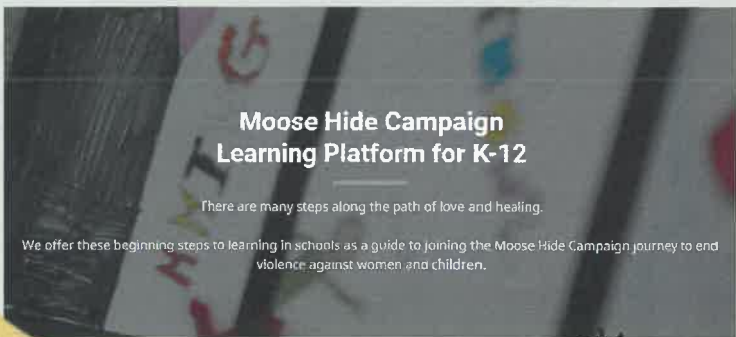 Moose Hide Campaign
Learning Platform for K-12
There are many steps along the path of love and healing.
We offer these beginning steps to learning in schools as a guide to joining the Moose Hide Campaign journey to end
violence against women and children.